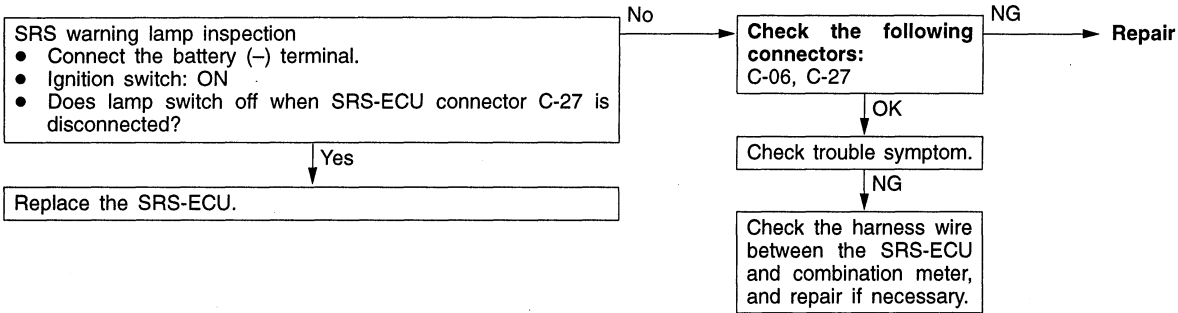 SRS warning lamp inspection
● Connect the battery (–) terminal.
● Ignition switch: ON
● Does lamp switch off when SRS-ECU connector C-27 is
disconnected?
No
Check the following
connectors:
C-06, C-27
NG
Repair
OK
Yes
Check trouble symptom.
NG
Replace the SRS-ECU.
Check the harness wire
between the SRS-ECU
and combination meter,
and repair if necessary.